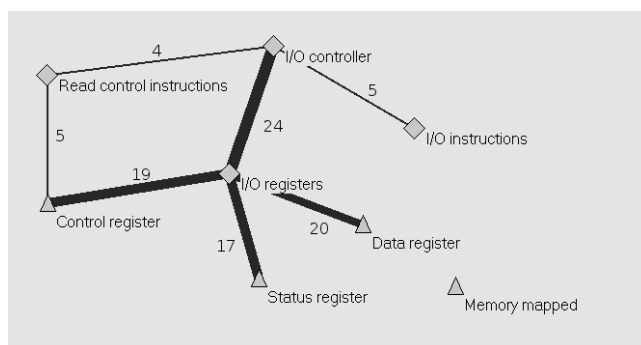 4
I/O controller
Read control instructions
5
5
24
I/O instructions
19
I/O registers
Control register
17
20
Data register
Status register
Memory mapped